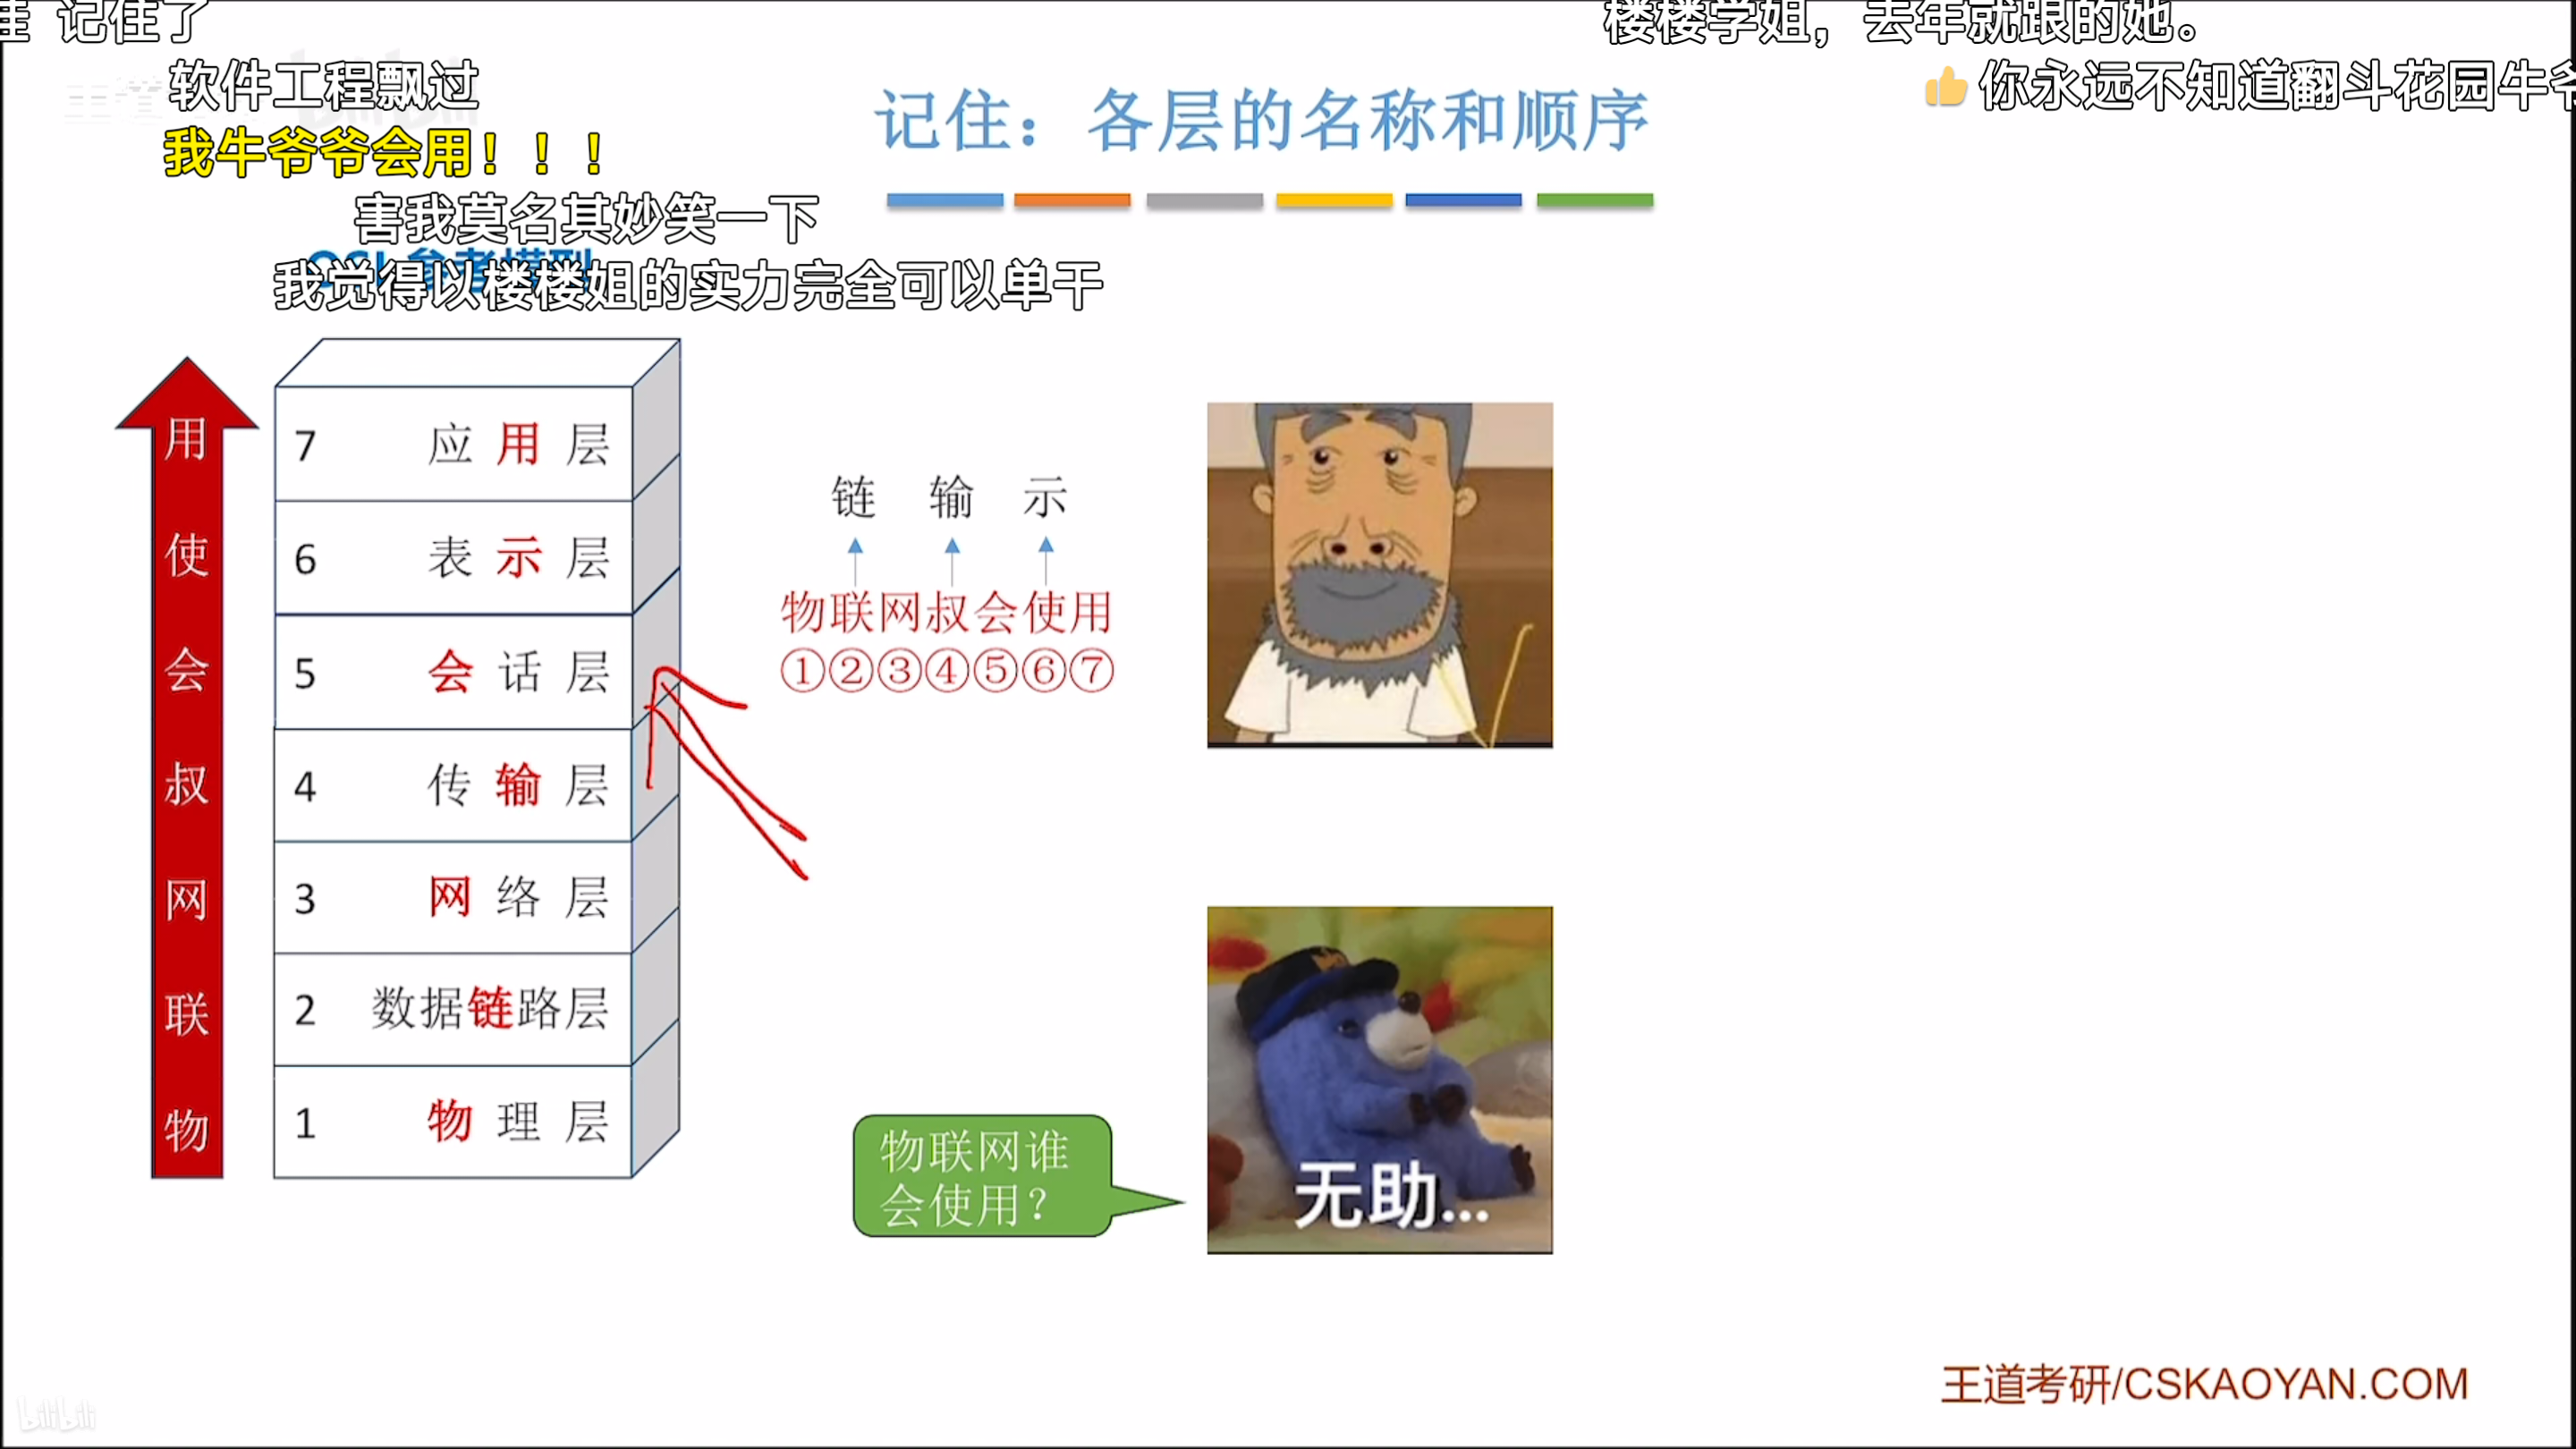 记住了
楼楼学姐，去年就跟的她。
软件工程飘过
你永远不知道翻斗花园牛爷
我牛爷爷会用！！！
记住：各层的名称和顺序
害我莫名其妙笑一下
OSI 参考模型
我觉得以楼楼姐的实力完全可以单干
用
使
会
叔
网
联
物
7 应用层
6 表示层
5 会话层
4 传输层
3 网络层
2 数据链路层
1 物理层
链 输 示
物联网叔会使用
①②③④⑤⑥⑦
物联网谁
会使用？
无助...
王道考研/CSKAOYAN.COM
bilibili